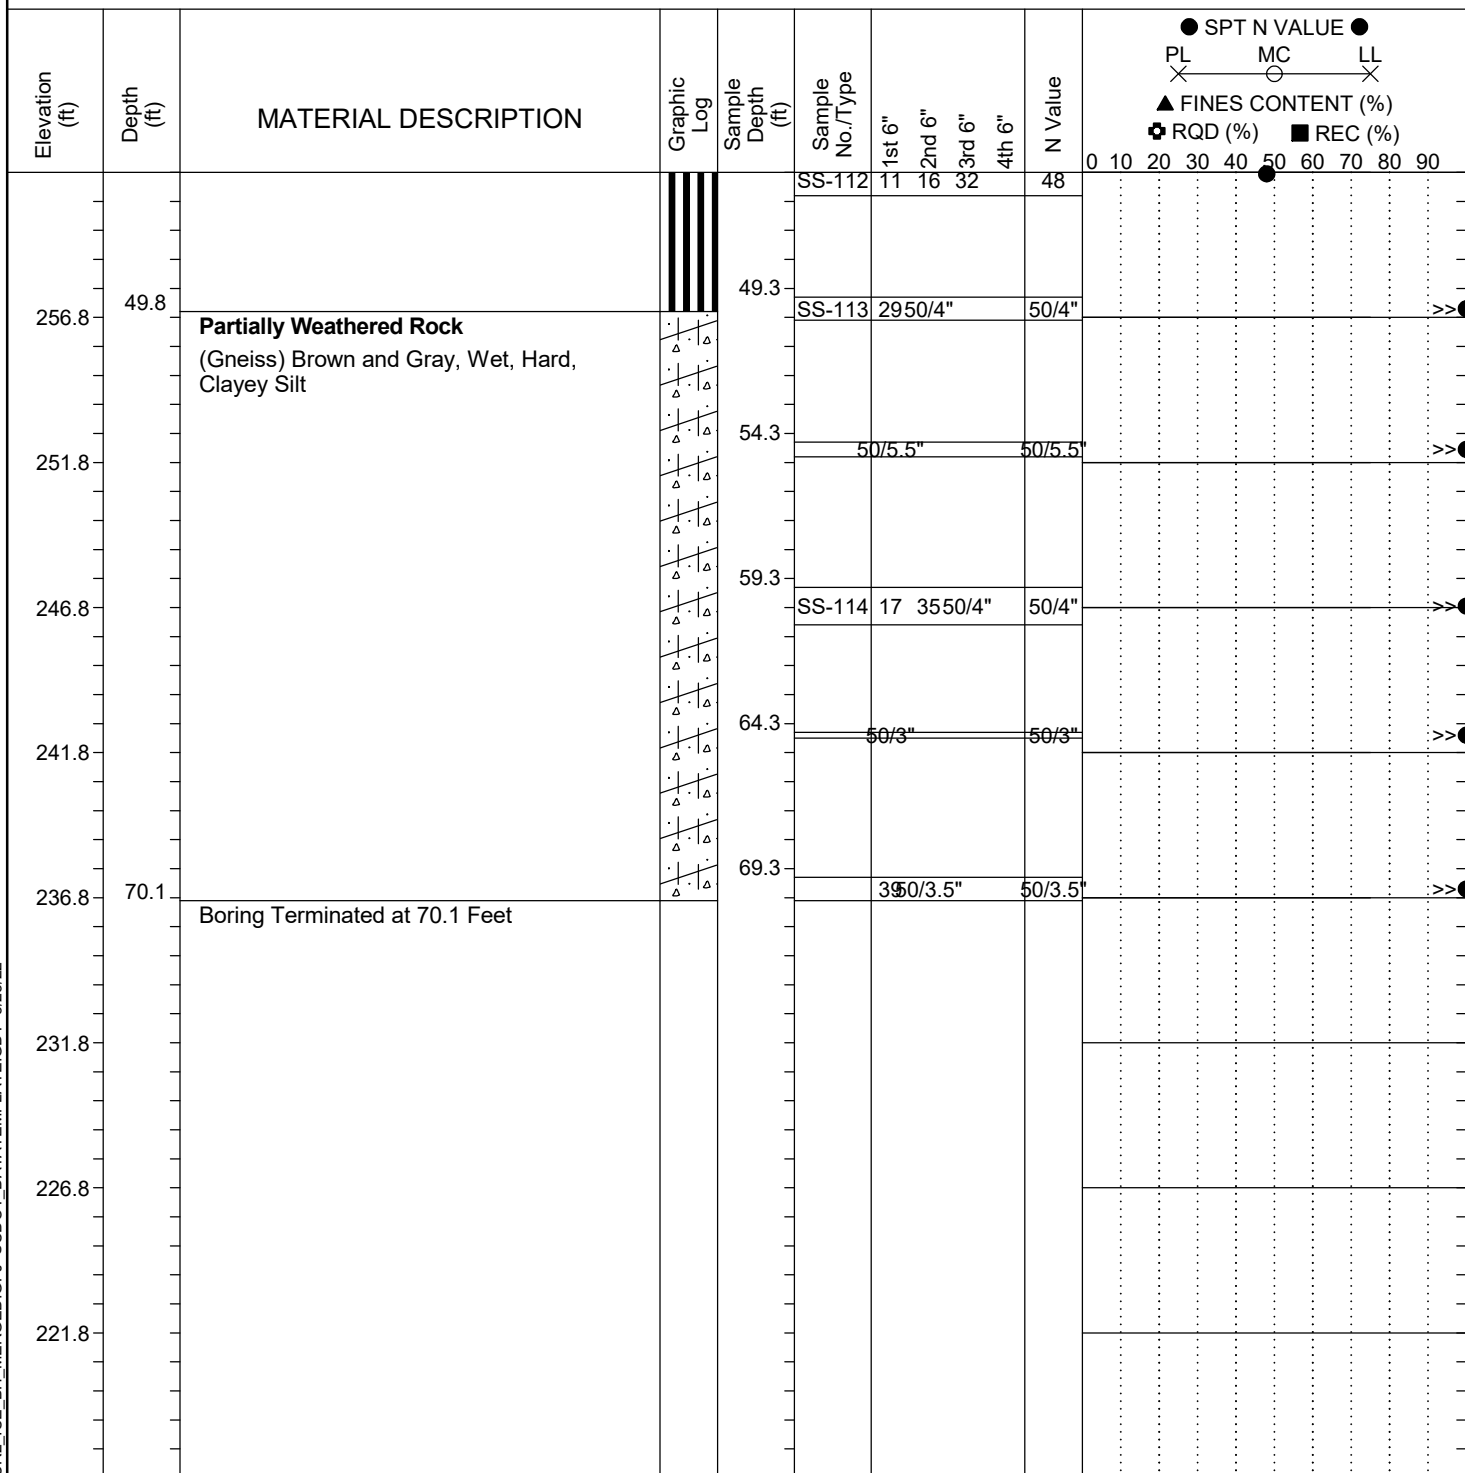 ● SPT N VALUE ●
PL MC LL
▲ FINES CONTENT (%)
RQD (%) ■ REC (%)
Elevation (ft)
Depth (ft)
MATERIAL DESCRIPTION
Graphic Log
Sample Depth (ft)
Sample No./Type
1st 6"
2nd 6"
3rd 6"
4th 6"
N Value
0 10 20 30 40 50 60 70 80 90
SS-112 11 16 32 48
49.3
49.8
256.8 SS-113 29 50/4" 50/4" >>
Partially Weathered Rock
(Gneiss) Brown and Gray, Wet, Hard,
Clayey Silt
54.3
50/5.5" 50/5.5" >>
251.8
59.3
246.8 SS-114 17 35 50/4" 50/4" >>
64.3
50/3" 50/3" >>
241.8
69.3
236.8 70.1 39 50/3.5" 50/3.5" >>
Boring Terminated at 70.1 Feet
231.8
226.8
221.8